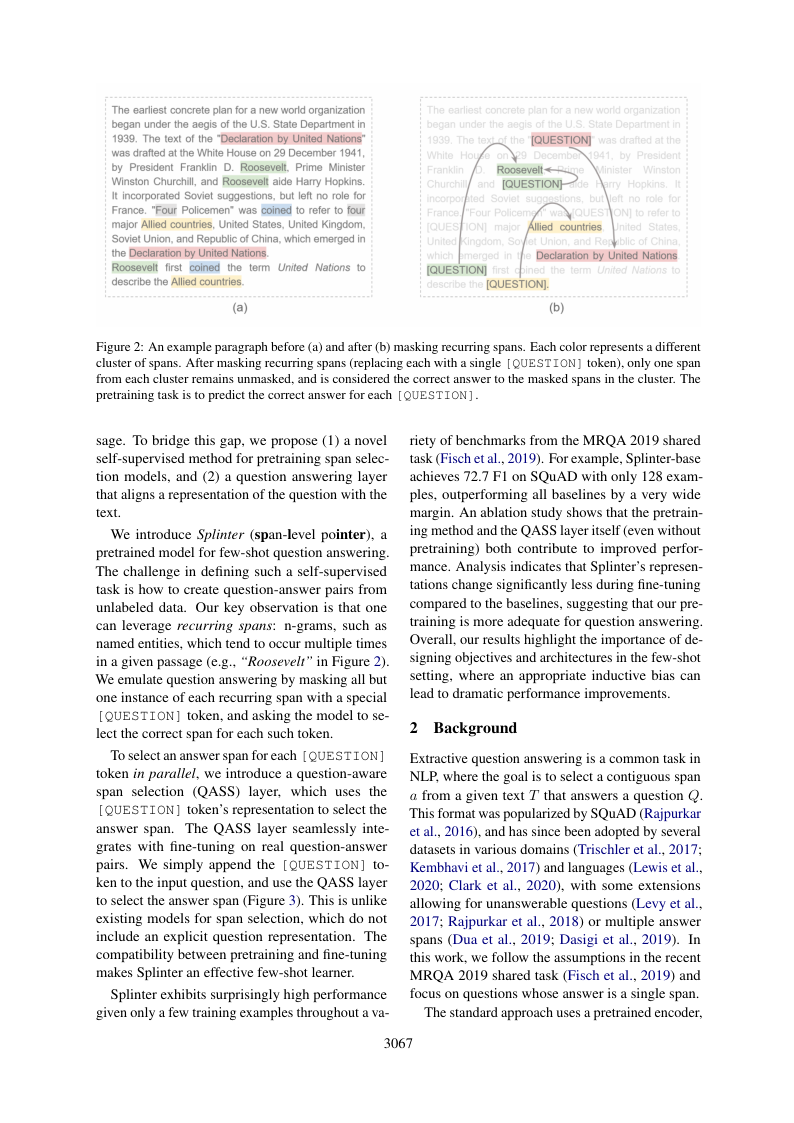 The earliest concrete plan for a new world organization
began under the aegis of the U.S. State Department in
1939. The text of the "Declaration by United Nations"
was drafted at the White House on 29 December 1941,
by President Franklin D. Roosevelt, Prime Minister
Winston Churchill, and Roosevelt aide Harry Hopkins.
It incorporated Soviet suggestions, but left no role for
France. "Four Policemen" was coined to refer to four
major Allied countries, United States, United Kingdom,
Soviet Union, and Republic of China, which emerged in
the Declaration by United Nations.
Roosevelt first coined the term United Nations to
describe the Allied countries.
(a)
The earliest concrete plan for a new world organization
began under the aegis of the U.S. State Department in
1939. The text of the "[QUESTION]" was drafted at the
White House on 29 December 1941, by President
Franklin D. Roosevelt, Prime Minister Winston
Churchill, and [QUESTION] aide Harry Hopkins. It
incorporated Soviet suggestions, but left no role for
France. "Four Policemen" was [QUESTION] to refer to
[QUESTION] major Allied countries, United States,
United Kingdom, Soviet Union, and Republic of China,
which emerged in the Declaration by United Nations
[QUESTION] first coined the term United Nations to
describe the [QUESTION].
(b)
Figure 2: An example paragraph before (a) and after (b) masking recurring spans. Each color represents a different
cluster of spans. After masking recurring spans (replacing each with a single [QUESTION] token), only one span
from each cluster remains unmasked, and is considered the correct answer to the masked spans in the cluster. The
pretraining task is to predict the correct answer for each [QUESTION].
sage. To bridge this gap, we propose (1) a novel
self-supervised method for pretraining span selec-
tion models, and (2) a question answering layer
that aligns a representation of the question with the
text.
We introduce Splinter (span-level pointer), a
pretrained model for few-shot question answering.
The challenge in defining such a self-supervised
task is how to create question-answer pairs from
unlabeled data. Our key observation is that one
can leverage recurring spans: n-grams, such as
named entities, which tend to occur multiple times
in a given passage (e.g., “Roosevelt” in Figure 2).
We emulate question answering by masking all but
one instance of each recurring span with a special
[QUESTION] token, and asking the model to se-
lect the correct span for each such token.
To select an answer span for each [QUESTION]
token in parallel, we introduce a question-aware
span selection (QASS) layer, which uses the
[QUESTION] token's representation to select the
answer span. The QASS layer seamlessly inte-
grates with fine-tuning on real question-answer
pairs. We simply append the [QUESTION] to-
ken to the input question, and use the QASS layer
to select the answer span (Figure 3). This is unlike
existing models for span selection, which do not
include an explicit question representation. The
compatibility between pretraining and fine-tuning
makes Splinter an effective few-shot learner.
Splinter exhibits surprisingly high performance
given only a few training examples throughout a va-
riety of benchmarks from the MRQA 2019 shared
task (Fisch et al., 2019). For example, Splinter-base
achieves 72.7 F1 on SQuAD with only 128 exam-
ples, outperforming all baselines by a very wide
margin. An ablation study shows that the pretrain-
ing method and the QASS layer itself (even without
pretraining) both contribute to improved perfor-
mance. Analysis indicates that Splinter's represen-
tations change significantly less during fine-tuning
compared to the baselines, suggesting that our pre-
training is more adequate for question answering.
Overall, our results highlight the importance of de-
signing objectives and architectures in the few-shot
setting, where an appropriate inductive bias can
lead to dramatic performance improvements.
2 Background
Extractive question answering is a common task in
NLP, where the goal is to select a contiguous span
a from a given text T that answers a question Q.
This format was popularized by SQuAD (Rajpurkar
et al., 2016), and has since been adopted by several
datasets in various domains (Trischler et al., 2017;
Kembhavi et al., 2017) and languages (Lewis et al.,
2020; Clark et al., 2020), with some extensions
allowing for unanswerable questions (Levy et al.,
2017; Rajpurkar et al., 2018) or multiple answer
spans (Dua et al., 2019; Dasigi et al., 2019). In
this work, we follow the assumptions in the recent
MRQA 2019 shared task (Fisch et al., 2019) and
focus on questions whose answer is a single span.
The standard approach uses a pretrained encoder,
3067